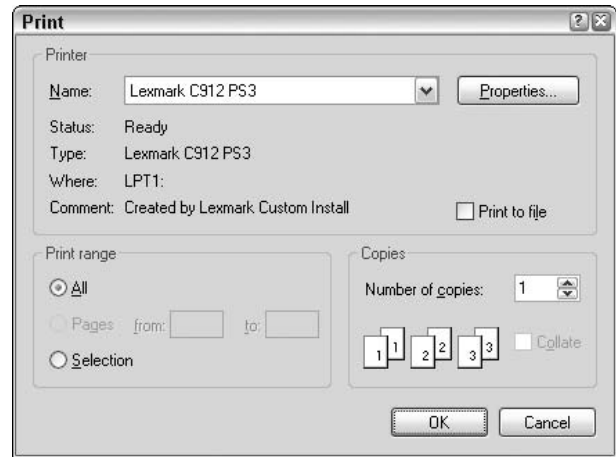 Print
Printer
Name: Lexmark C912 PS3 Properties...
Status: Ready
Type: Lexmark C912 PS3
Where: LPT1:
Comment: Created by Lexmark Custom Install Print to file
Print range Copies
All Number of copies: 1
Pages from: to:
1 1 2 2 3 3 Collate
Selection
OK Cancel